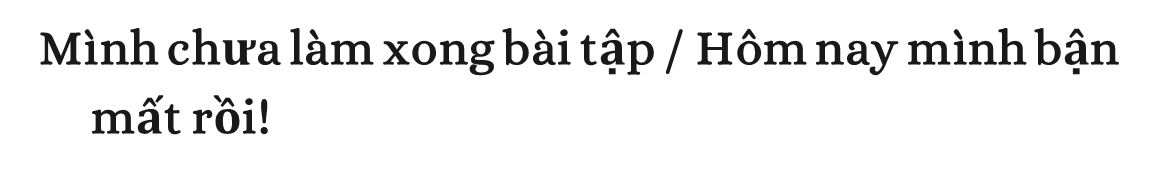 Mình chưa làm xong bài tập / Hôm nay mình bận
mất rồi!